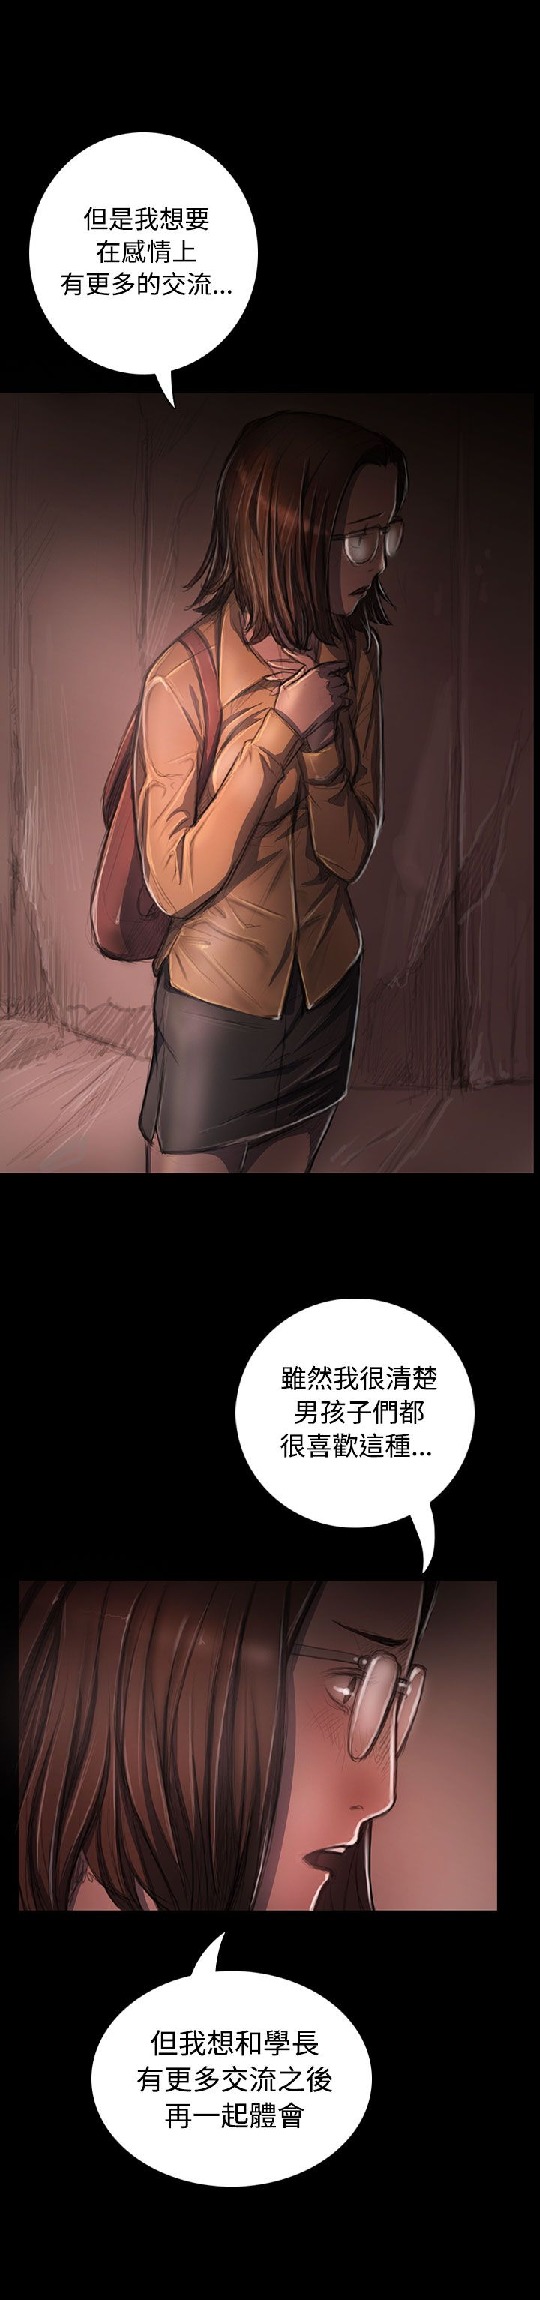 但是我想要
在感情上
有更多的交流...
雖然我很清楚
男孩子們都
很喜歡這種...
但我想和學長
有更多交流之後
再一起體會